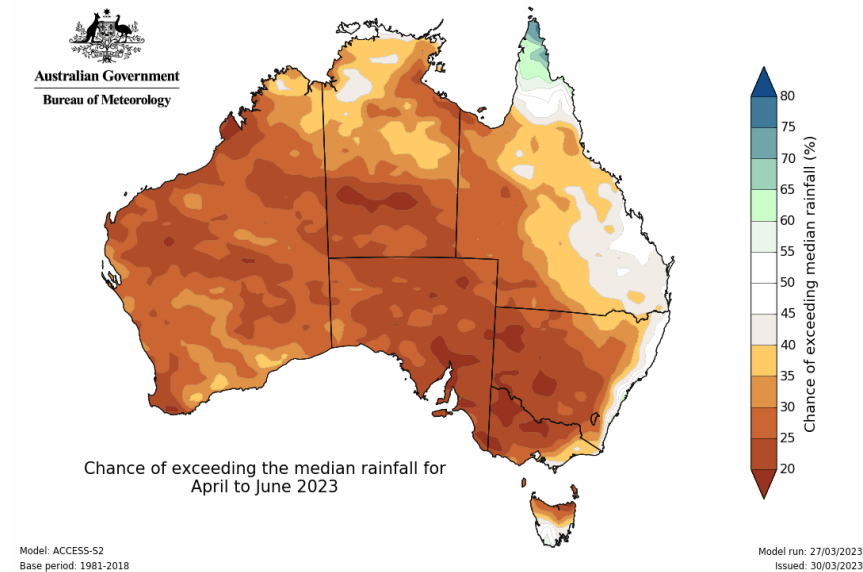 Australian Government
Bureau of Meteorology
80
75
70
65
60
55
50
45
40
35
30
25
20
Chance of exceeding median rainfall (%)
Chance of exceeding the median rainfall for
April to June 2023
Model: ACCESS-S2
Base period: 1981-2018
Model run: 27/03/2023
Issued: 30/03/2023